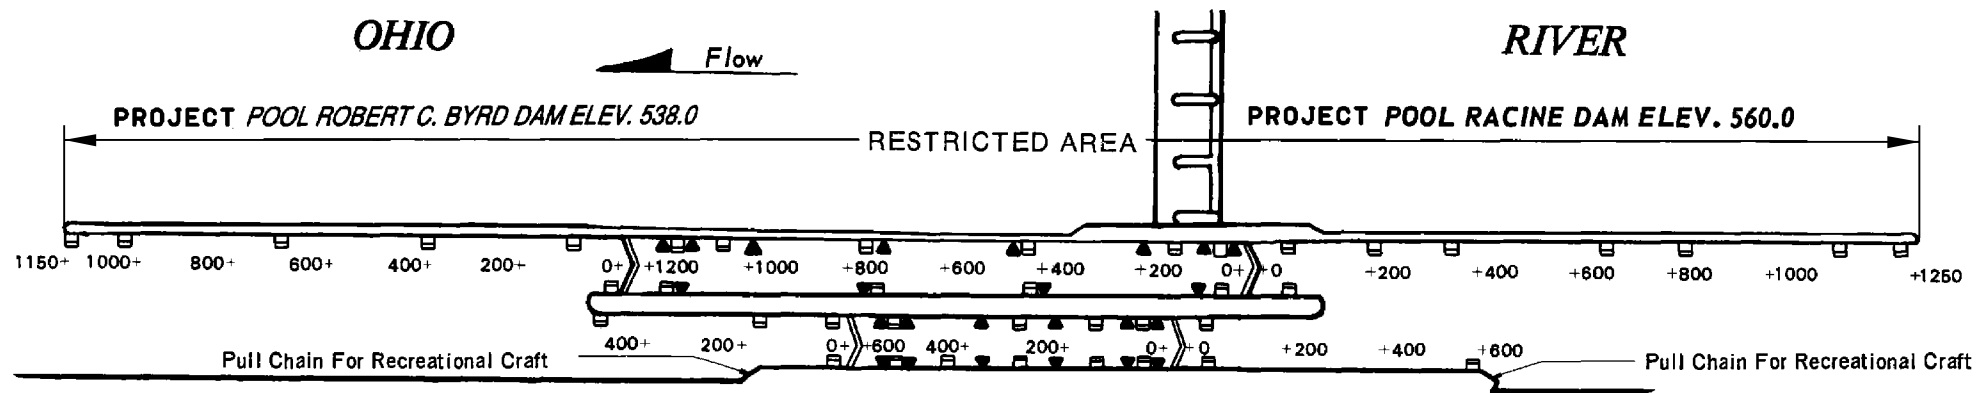 OHIO
RIVER
Flow
PROJECT POOL ROBERT C. BYRD DAM ELEV. 538.0
PROJECT POOL RACINE DAM ELEV. 560.0
RESTRICTED AREA
1150+ 1000+ 800+ 600+ 400+ 200+ 0+ +1200 +1000 +800 +600 +400 +200 0+ +0 +200 +400 +600 +800 +1000 +1250
400+ 200+ 0+ +600 400+ 200+ 0+ +0 +200 +400 +600
Pull Chain For Recreational Craft
Pull Chain For Recreational Craft